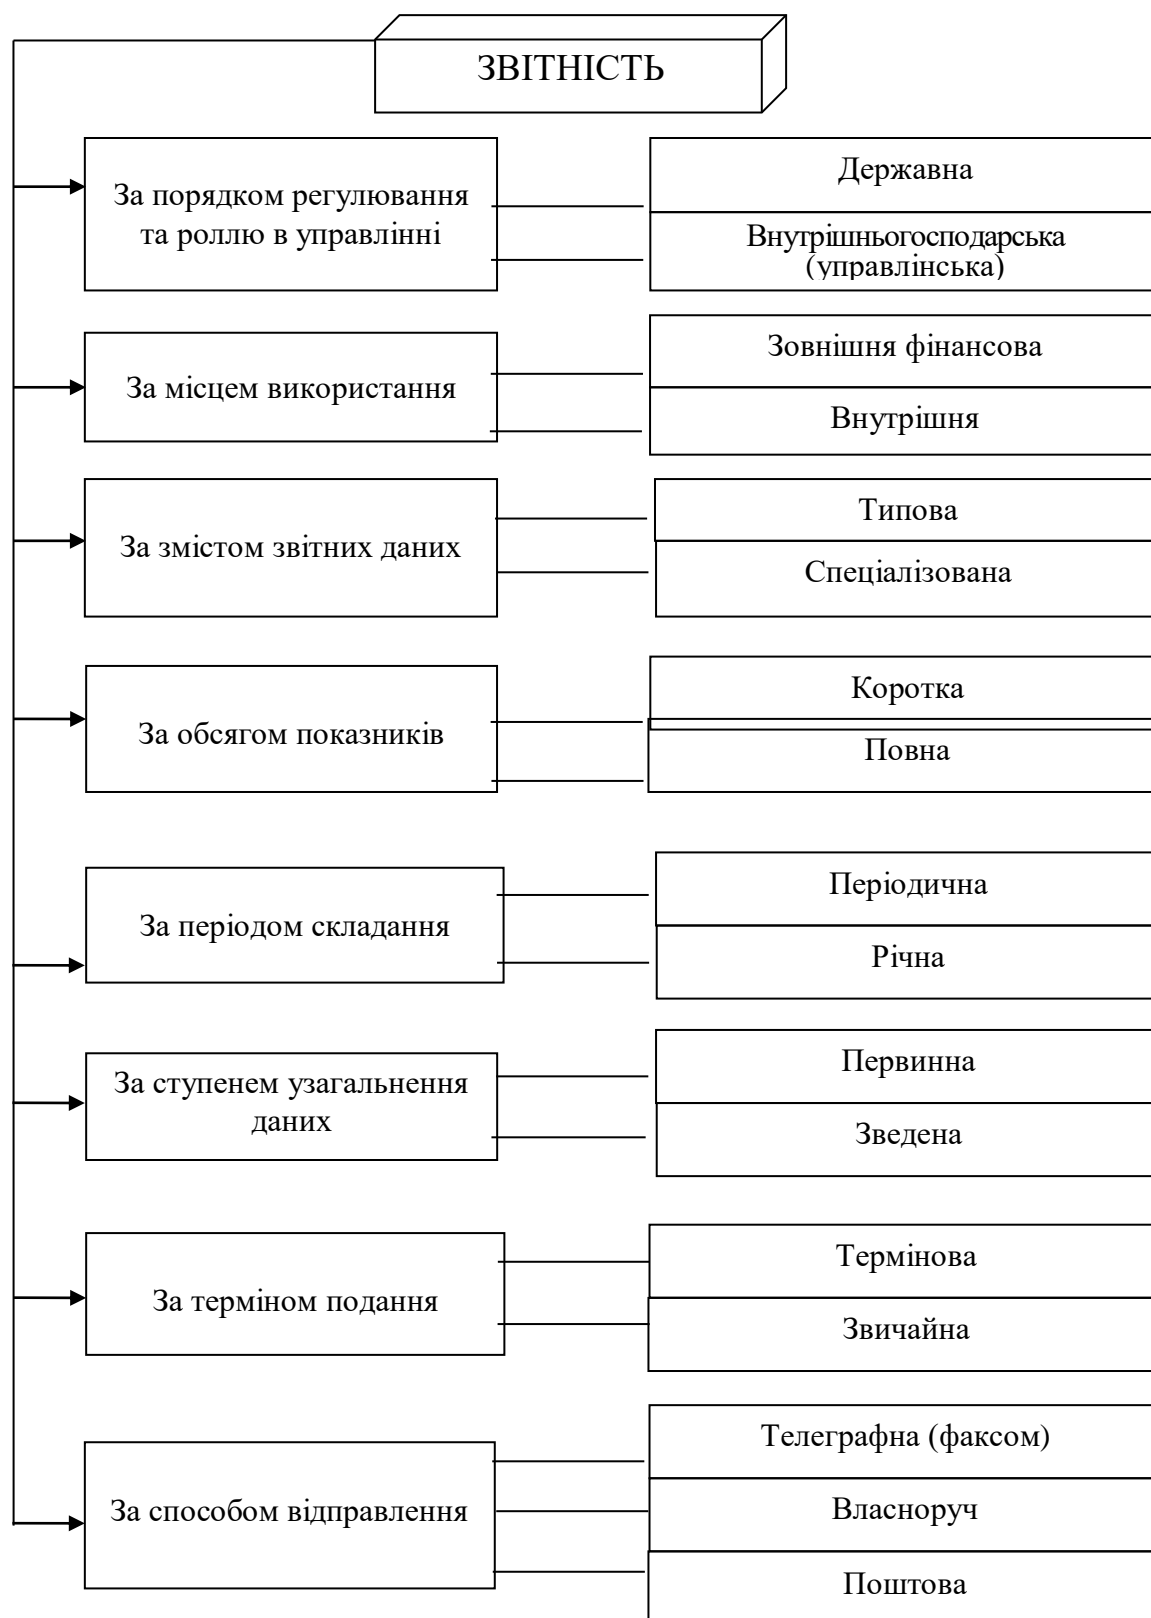 ЗВІТНІСТЬ
За порядком регулювання
та роллю в управлінні
Державна
Внутрішньогосподарська
(управлінська)
За місцем використання
Зовнішня фінансова
Внутрішня
За змістом звітних даних
Типова
Спеціалізована
За обсягом показників
Коротка
Повна
За періодом складання
Періодична
Річна
За ступенем узагальнення
даних
Первинна
Зведена
За терміном подання
Термінова
Звичайна
За способом відправлення
Телеграфна (факсом)
Власноруч
Поштова